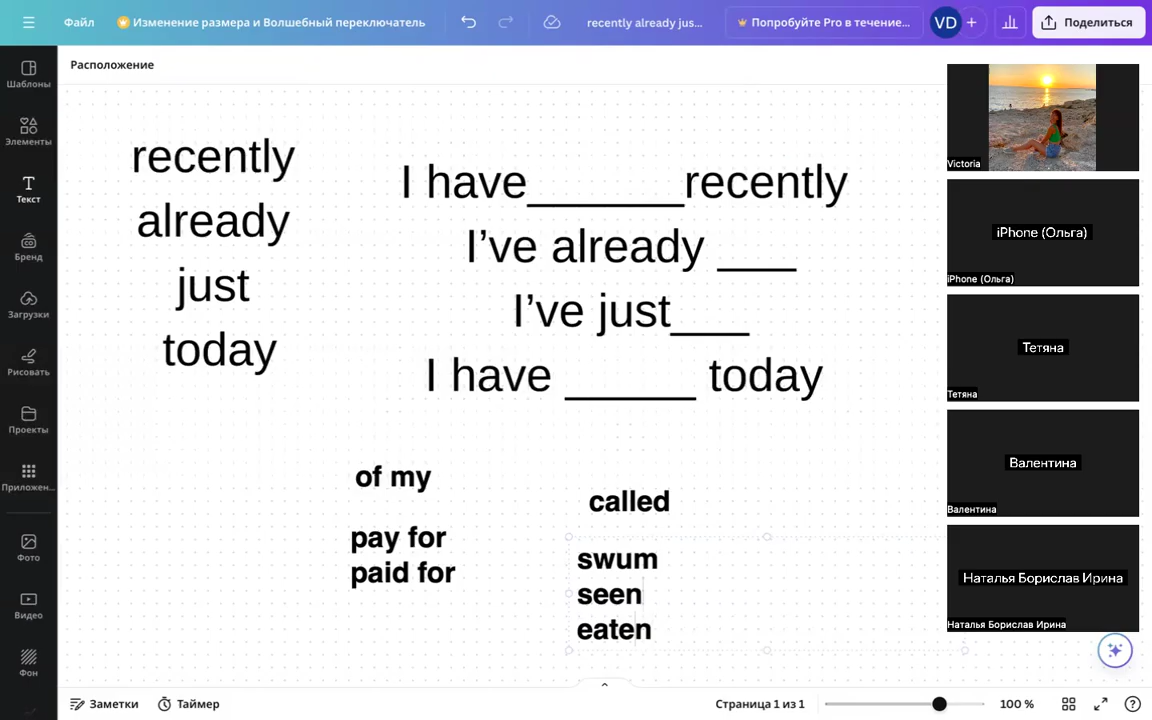 Файл
Изменение размера и Волшебный переключатель
recently already jus...
Попробуйте Pro в течение...
VD
Поделиться
Расположение
Шаблоны
Элементы
Текст
Бренд
Загрузки
Рисовать
Проекты
Приложен...
Фото
Видео
Фон
recently
already
just
today
I have______recently
I’ve already ___
I’ve just___
I have _____ today
of my
pay for
paid for
called
swum
seen
eaten
Victoria
iPhone (Ольга)
iPhone (Ольга)
Тетяна
Тетяна
Валентина
Валентина
Наталья Борислав Ирина
Наталья Борислав Ирина
Заметки
Таймер
Страница 1 из 1
100 %